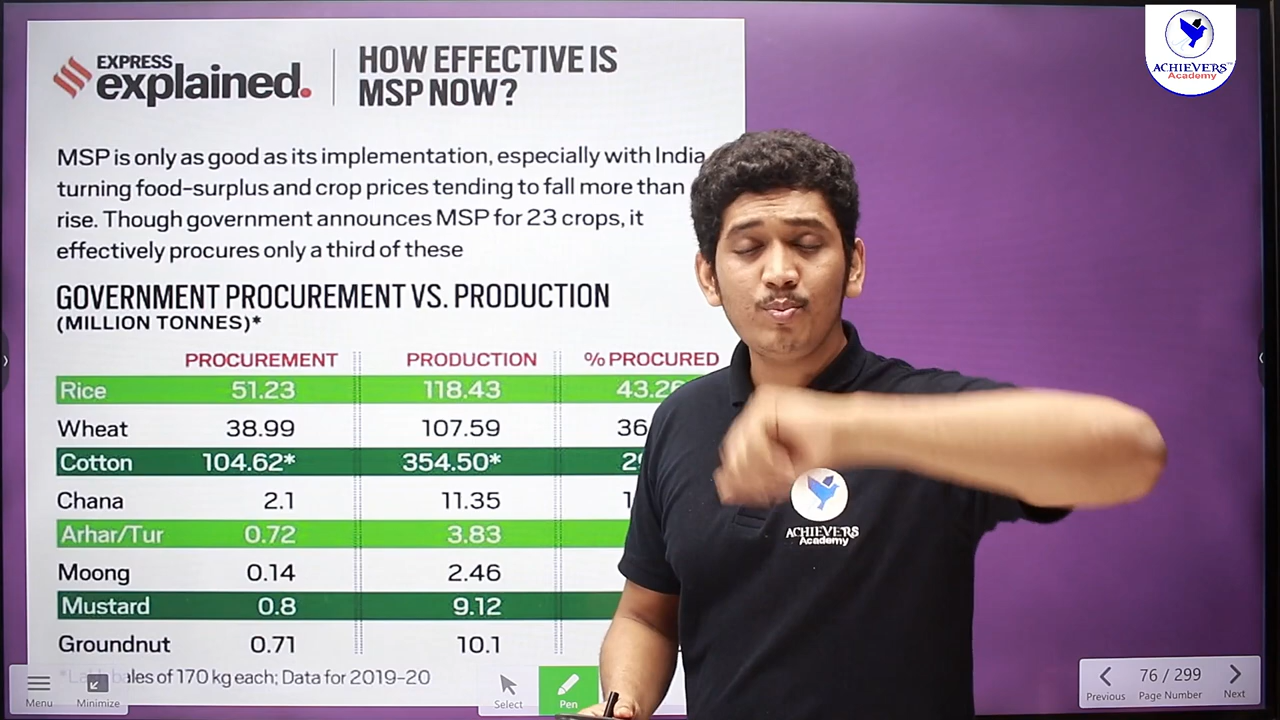 EXPRESS
explained.
HOW EFFECTIVE IS
MSP NOW?
MSP is only as good as its implementation, especially with India
turning food-surplus and crop prices tending to fall more than
rise. Though government announces MSP for 23 crops, it
effectively procures only a third of these
GOVERNMENT PROCUREMENT VS. PRODUCTION
(MILLION TONNES)*
PROCUREMENT PRODUCTION % PROCURED
Rice 51.23 118.43 43.26
Wheat 38.99 107.59 36
Cotton 104.62* 354.50*
Chana 2.1 11.35
Arhar/Tur 0.72 3.83
Moong 0.14 2.46
Mustard 0.8 9.12
Groundnut 0.71 10.1
of 170 kg each; Data for 2019-20
Menu Minimize Select Pen
76 / 299
Previous Page Number Next
ACHIEVERS
Academy
ACHIEVERS
Academy